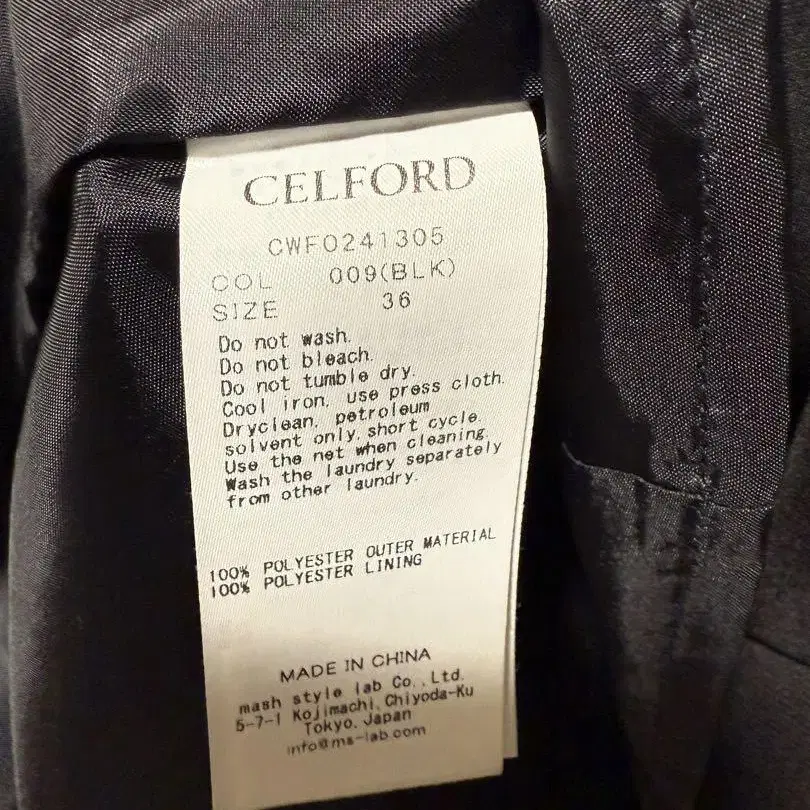 CELFORD
CWFO241305
COL 009(BLK)
SIZE 36
Do not wash.
Do not bleach.
Do not tumble dry.
Cool iron, use press cloth.
Dryclean, petroleum
solvent only, short cycle.
Use the net when cleaning.
Wash the laundry separately
from other laundry.
100% POLYESTER OUTER MATERIAL
100% POLYESTER LINING
MADE IN CHINA
mash style lab Co., Ltd.
5-7-1 Kojimachi, Chiyoda-Ku
Tokyo. Japan
info@ms-lab.com